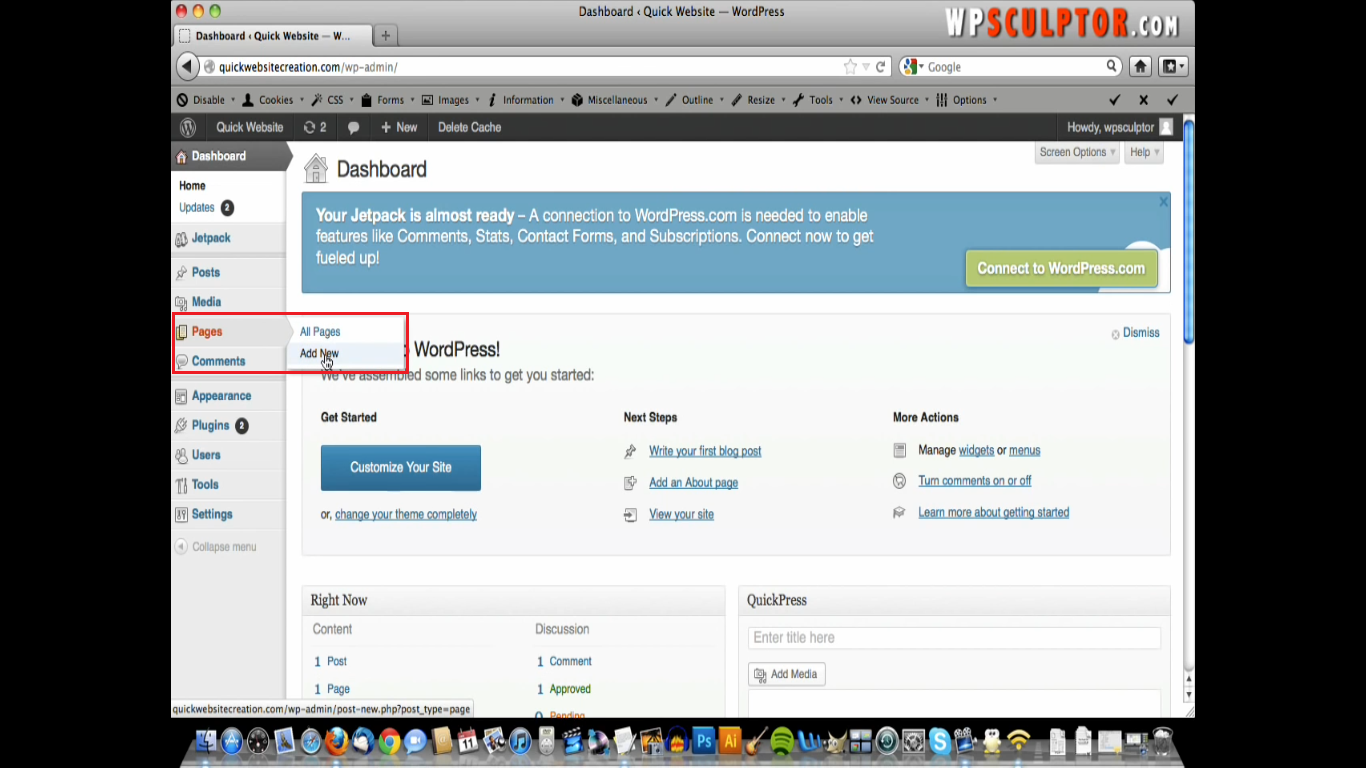 Dashboard ‹ Quick Website — WordPress
WPSCULPTOR.COM
Dashboard ‹ Quick Website — W...
quickwebsitecreation.com/wp-admin/
Google
Disable Cookies CSS Forms Images Information Miscellaneous Outline Resize Tools View Source Options
Quick Website 2 + New Delete Cache Howdy, wpsculptor
Dashboard
Home
Updates 2
Jetpack
Posts
Media
Pages
Comments
Appearance
Plugins 2
Users
Tools
Settings
Collapse menu
All Pages
Add New
Screen Options Help
Dashboard
Your Jetpack is almost ready – A connection to WordPress.com is needed to enable
features like Comments, Stats, Contact Forms, and Subscriptions. Connect now to get
fueled up!
Connect to WordPress.com
Dismiss
WordPress!
We've assembled some links to get you started:
Get Started
Customize Your Site
or, change your theme completely
Next Steps
Write your first blog post
Add an About page
View your site
More Actions
Manage widgets or menus
Turn comments on or off
Learn more about getting started
Right Now
Content
1 Post
1 Page
Discussion
1 Comment
1 Approved
0 Pending
QuickPress
Enter title here
Add Media
quickwebsitecreation.com/wp-admin/post-new.php?post_type=page
11
Ps
Ai